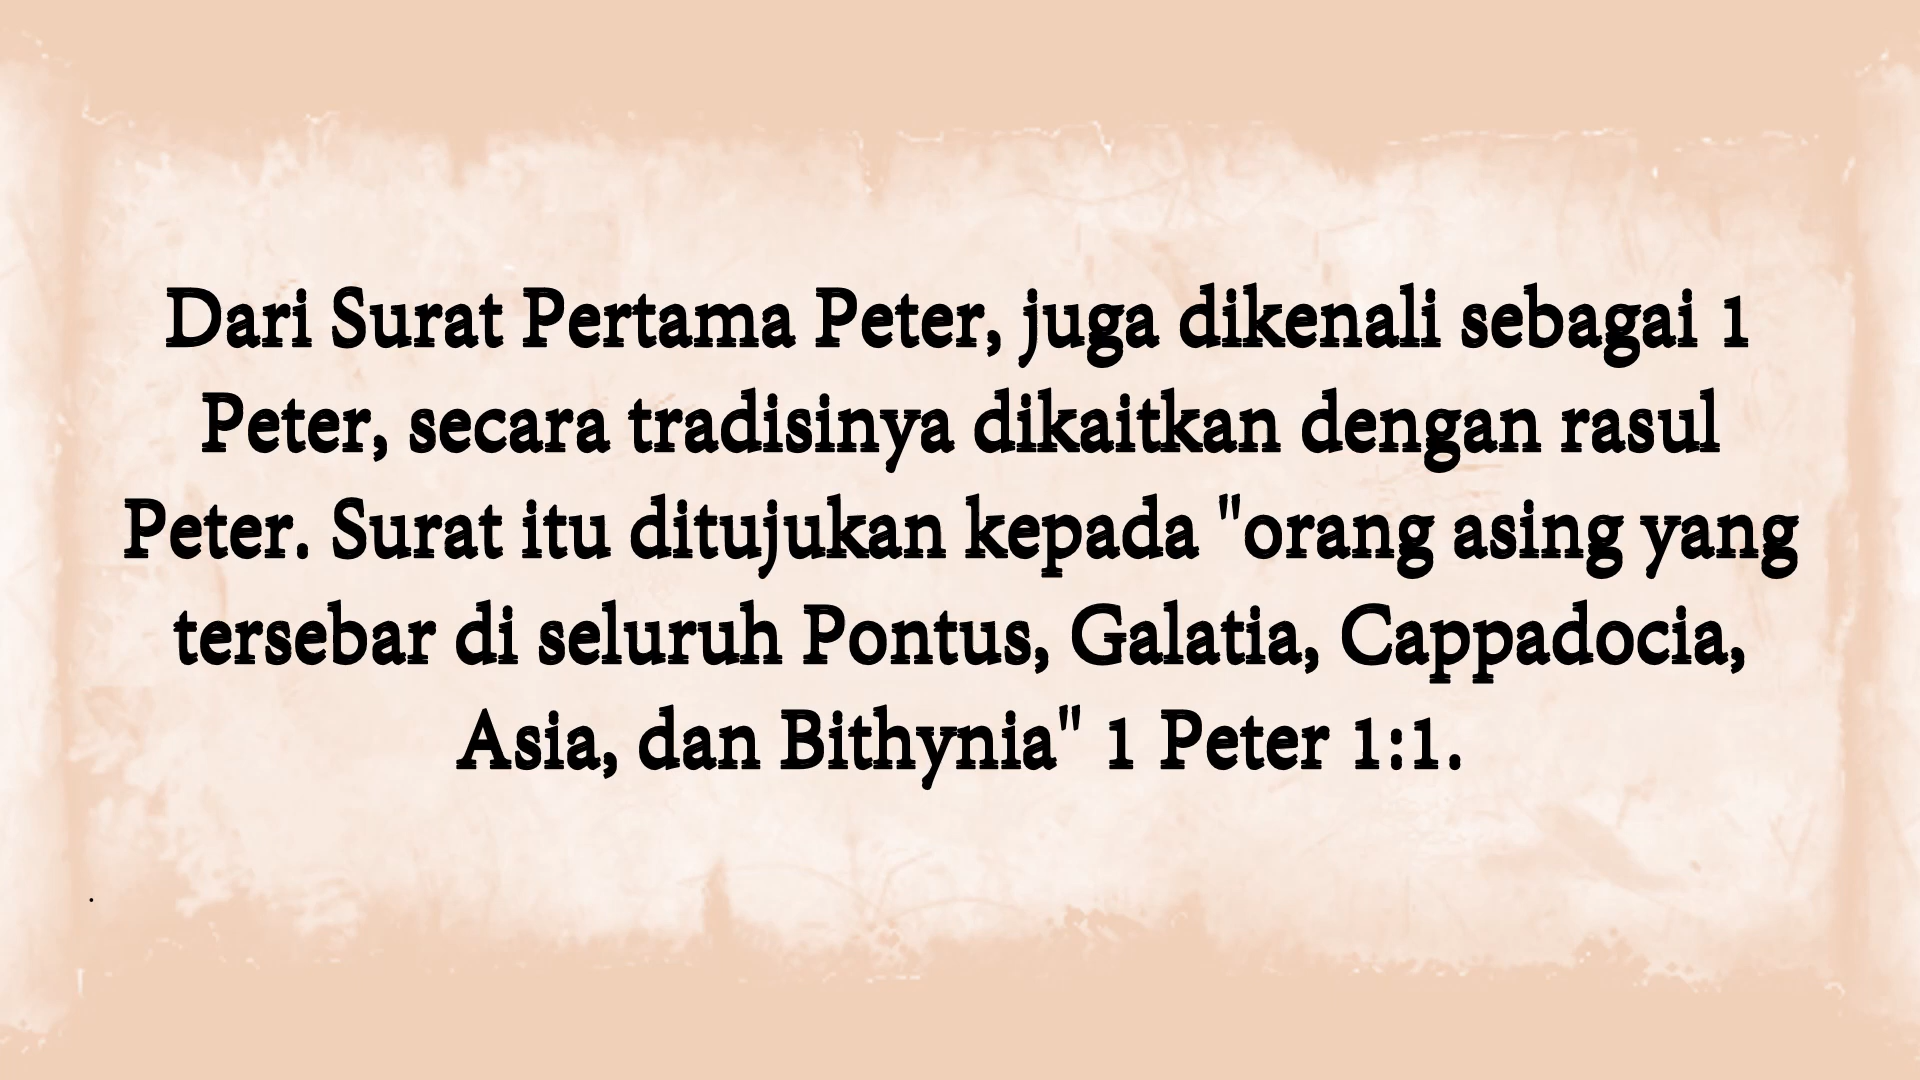 Dari Surat Pertama Peter, juga dikenali sebagai 1
Peter, secara tradisinya dikaitkan dengan rasul
Peter. Surat itu ditujukan kepada "orang asing yang
tersebar di seluruh Pontus, Galatia, Cappadocia,
Asia, dan Bithynia" 1 Peter 1:1.
.